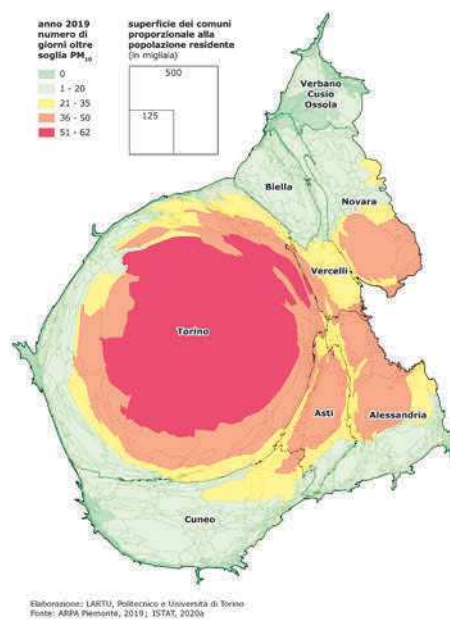 anno 2019
numero di
giorni oltre
soglia PM10
0
1 - 20
21 - 35
36 - 50
51 - 62
superficie dei comuni
proporzionale alla
popolazione residente
(in migliaia)
500
125
Verbano
Cusio
Ossola
Biella
Novara
Vercelli
Torino
Asti
Alessandria
Cuneo
Elaborazione: LARTU, Politecnico e Università di Torino
Fonte: ARPA Piemonte, 2019; ISTAT, 2020a